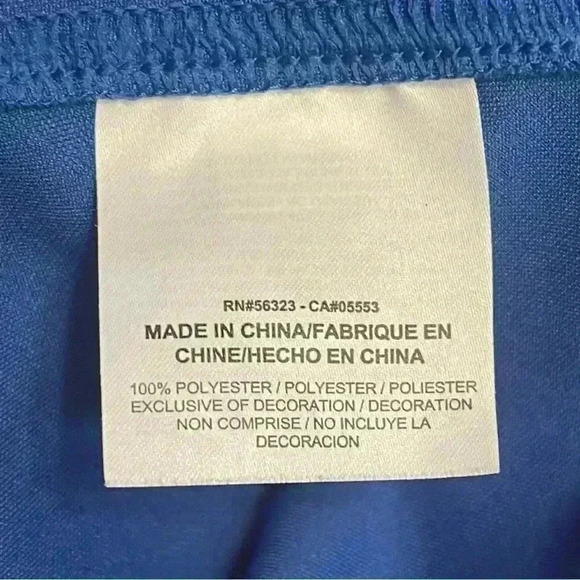 RN#56323 - CA#05553
MADE IN CHINA/FABRIQUE EN
CHINE/HECHO EN CHINA
100% POLYESTER / POLYESTER / POLIESTER
EXCLUSIVE OF DECORATION / DECORATION
NON COMPRISE / NO INCLUYE LA
DECORACION